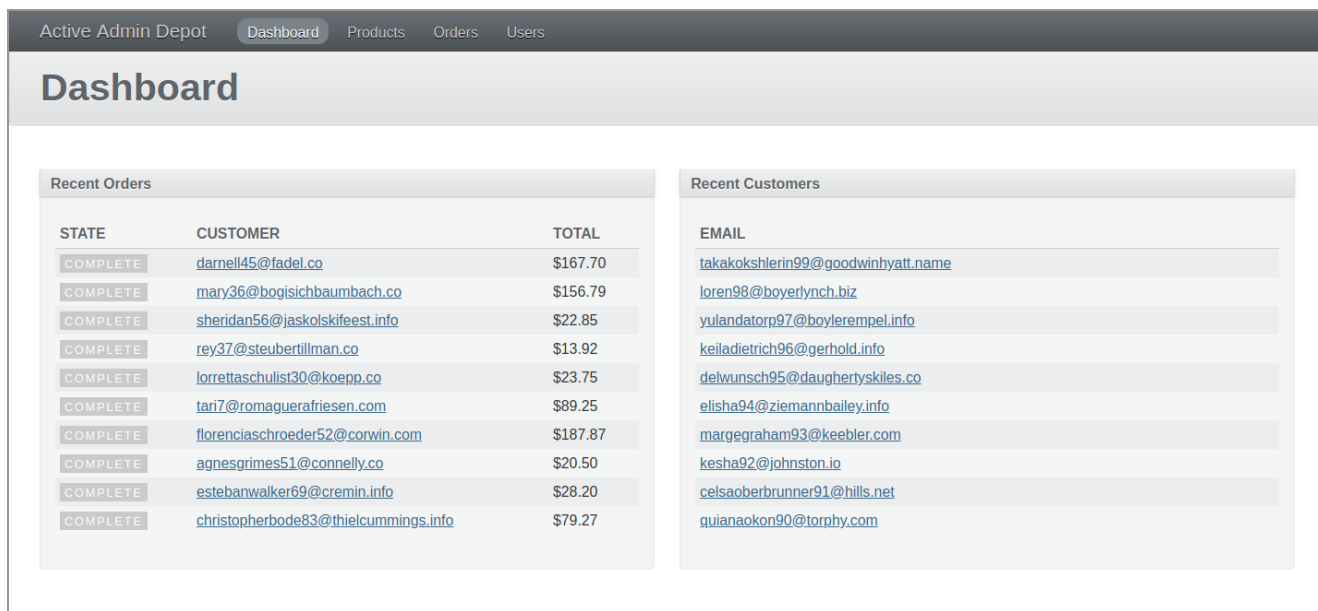 Active Admin Depot Dashboard Products Orders Users
Dashboard
Recent Orders
STATE CUSTOMER TOTAL
COMPLETE darnell45@fadel.co $167.70
COMPLETE mary36@bogisichbaumbach.co $156.79
COMPLETE sheridan56@jaskolskifeest.info $22.85
COMPLETE rey37@steubertillman.co $13.92
COMPLETE lorrettaschulist30@koepp.co $23.75
COMPLETE tari7@romaguerafriesen.com $89.25
COMPLETE florenciaschroeder52@corwin.com $187.87
COMPLETE agnesgrimes51@connelly.co $20.50
COMPLETE estebanwalker69@cremin.info $28.20
COMPLETE christopherbode83@thielcummings.info $79.27
Recent Customers
EMAIL
takakokshlerin99@goodwinhyatt.name
loren98@boyerlynch.biz
yulandatorp97@boylerempel.info
keiladietrich96@gerhold.info
delwunsch95@daughertyskiles.co
elisha94@ziemannbailey.info
margegraham93@keebler.com
kesha92@johnston.io
celsaoberbrunner91@hills.net
quianaokon90@torphy.com